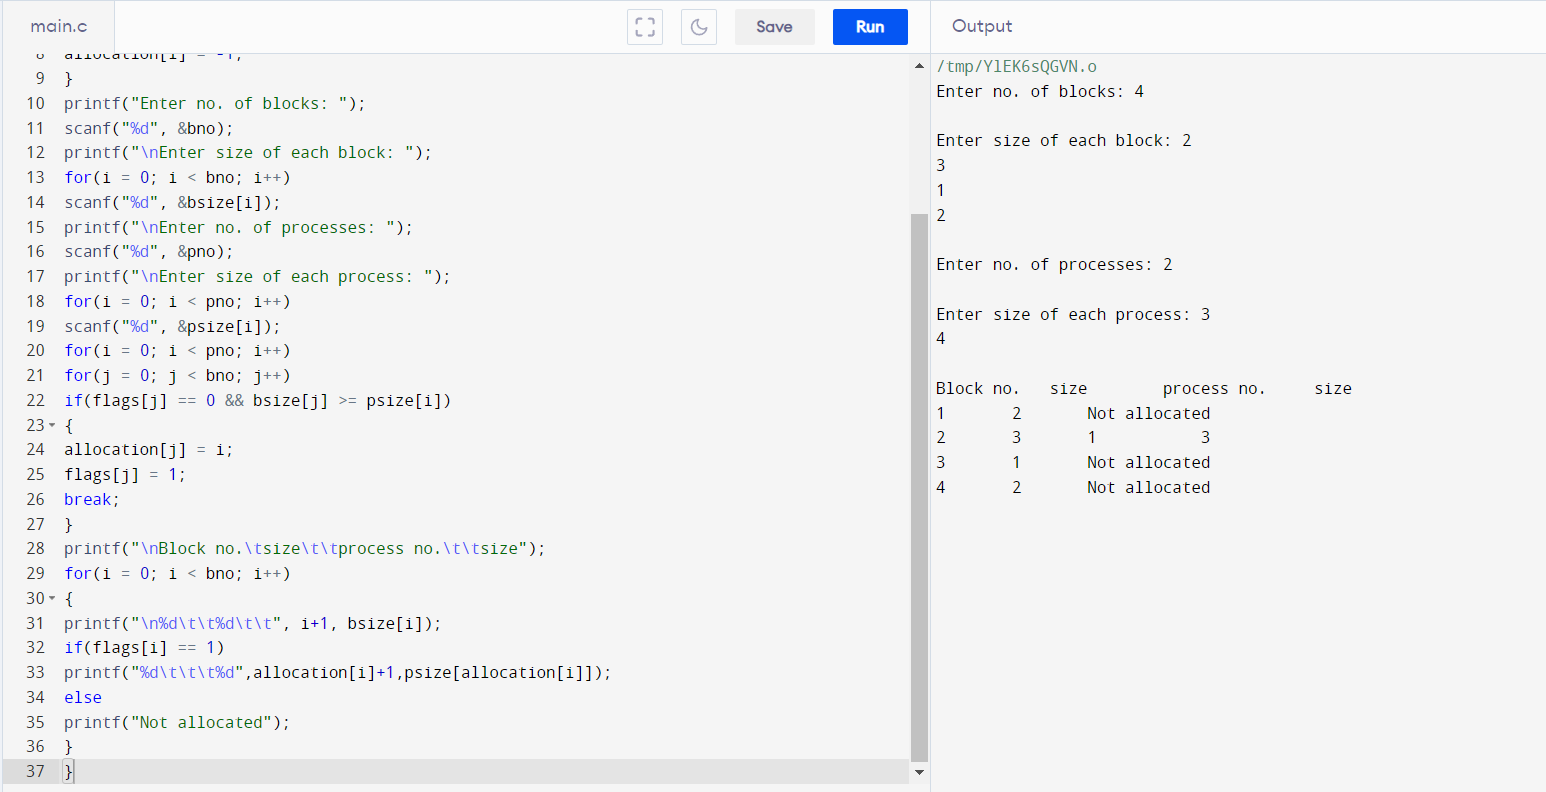 main.c
Save
Run
Output
8 allocation[i] = -1;
9 }
10 printf("Enter no. of blocks: ");
11 scanf("%d", &bno);
12 printf("\nEnter size of each block: ");
13 for(i = 0; i < bno; i++)
14 scanf("%d", &bsize[i]);
15 printf("\nEnter no. of processes: ");
16 scanf("%d", &pno);
17 printf("\nEnter size of each process: ");
18 for(i = 0; i < pno; i++)
19 scanf("%d", &psize[i]);
20 for(i = 0; i < pno; i++)
21 for(j = 0; j < bno; j++)
22 if(flags[j] == 0 && bsize[j] >= psize[i])
23 {
24 allocation[j] = i;
25 flags[j] = 1;
26 break;
27 }
28 printf("\nBlock no.\tsize\t\tprocess no.\t\tsize");
29 for(i = 0; i < bno; i++)
30 {
31 printf("\n%d\t\t%d\t\t", i+1, bsize[i]);
32 if(flags[i] == 1)
33 printf("%d\t\t\t%d",allocation[i]+1,psize[allocation[i]]);
34 else
35 printf("Not allocated");
36 }
37 }
/tmp/YlEK6sQGVN.o
Enter no. of blocks: 4
Enter size of each block: 2
3
1
2
Enter no. of processes: 2
Enter size of each process: 3
4
Block no. size process no. size
1 2 Not allocated
2 3 1 3
3 1 Not allocated
4 2 Not allocated